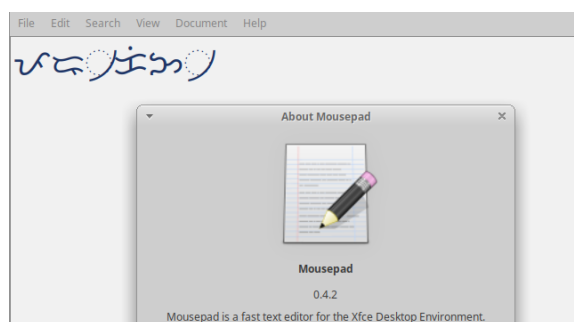 File Edit Search View Document Help
About Mousepad
Mousepad
0.4.2
Mousepad is a fast text editor for the Xfce Desktop Environment.